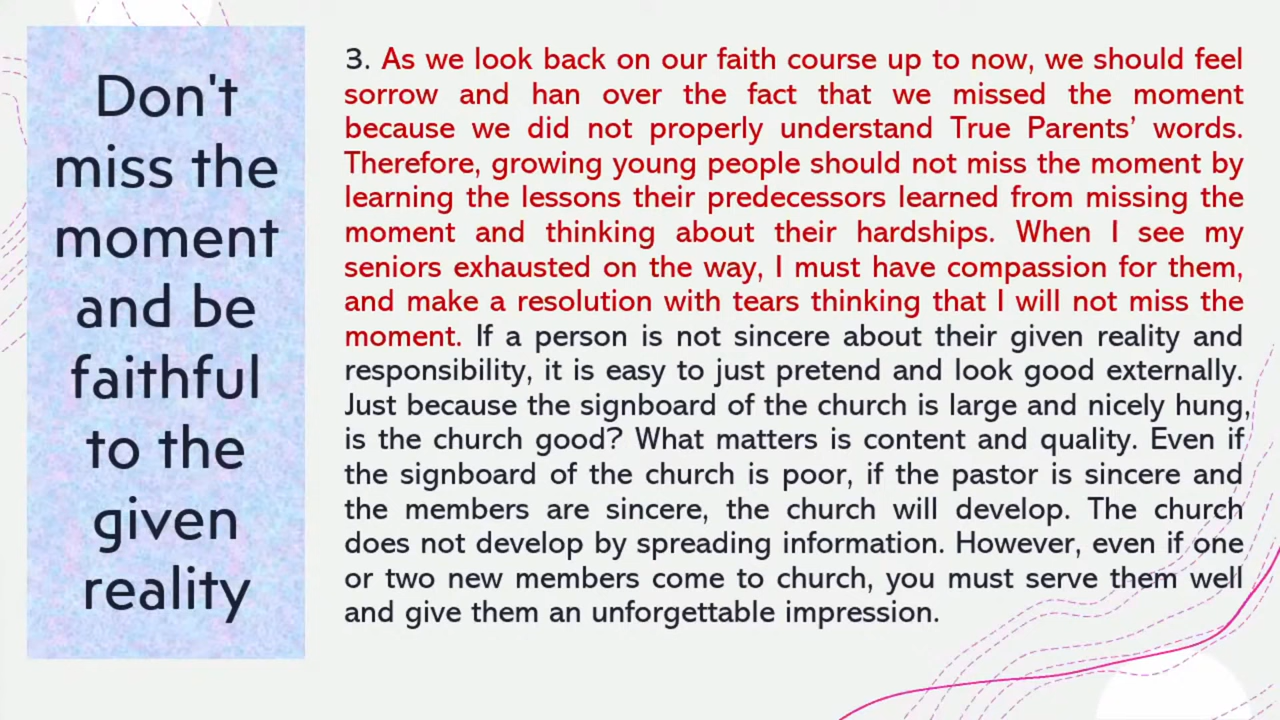 Don't
miss the
moment
and be
faithful
to the
given
reality
3. As we look back on our faith course up to now, we should feel
sorrow and han over the fact that we missed the moment
because we did not properly understand True Parents’ words.
Therefore, growing young people should not miss the moment by
learning the lessons their predecessors learned from missing the
moment and thinking about their hardships. When I see my
seniors exhausted on the way, I must have compassion for them,
and make a resolution with tears thinking that I will not miss the
moment. If a person is not sincere about their given reality and
responsibility, it is easy to just pretend and look good externally.
Just because the signboard of the church is large and nicely hung,
is the church good? What matters is content and quality. Even if
the signboard of the church is poor, if the pastor is sincere and
the members are sincere, the church will develop. The church
does not develop by spreading information. However, even if one
or two new members come to church, you must serve them well
and give them an unforgettable impression.